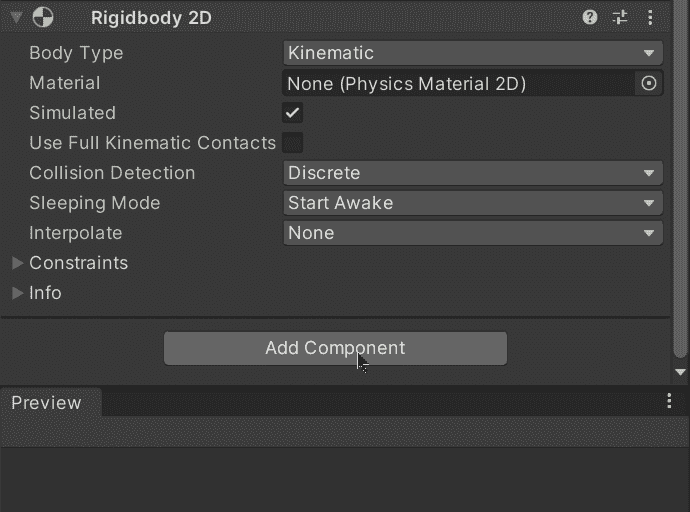 Rigidbody 2D
Body Type Kinematic
Material None (Physics Material 2D)
Simulated
Use Full Kinematic Contacts
Collision Detection Discrete
Sleeping Mode Start Awake
Interpolate None
Constraints
Info
Add Component
Preview